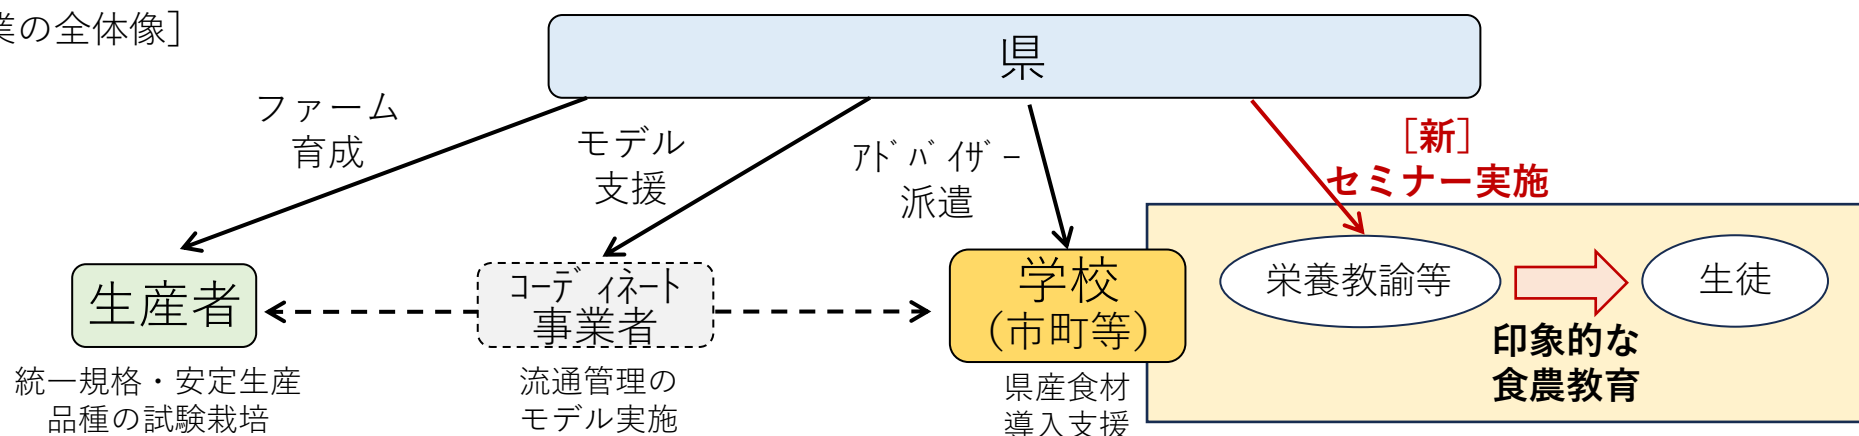 業の全体像]
県
ファーム
育成
モデル
支援
ｱﾄﾞﾊﾞｲｻﾞｰ
派遣
[新]
セミナー実施
生産者
ｺｰﾃﾞｨﾈｰﾄ
事業者
学校
(市町等)
栄養教諭等
生徒
印象的な
食農教育
統一規格・安定生産
品種の試験栽培
流通管理の
モデル実施
県産食材
導入支援